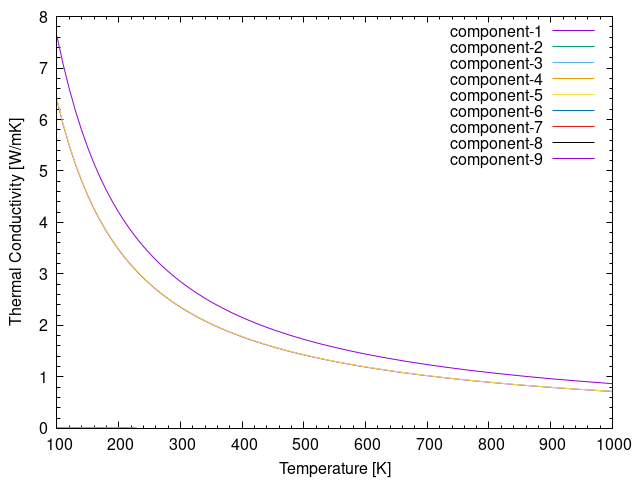 8
7
6
5
4
3
2
1
0
100 200 300 400 500 600 700 800 900 1000
Thermal Conductivity [W/mK]
Temperature [K]
component-1
component-2
component-3
component-4
component-5
component-6
component-7
component-8
component-9